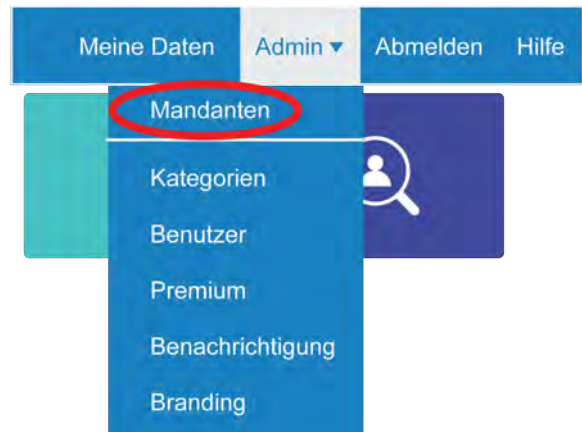 Meine Daten Admin ▼ Abmelden Hilfe
Mandanten
Kategorien
Benutzer
Premium
Benachrichtigung
Branding